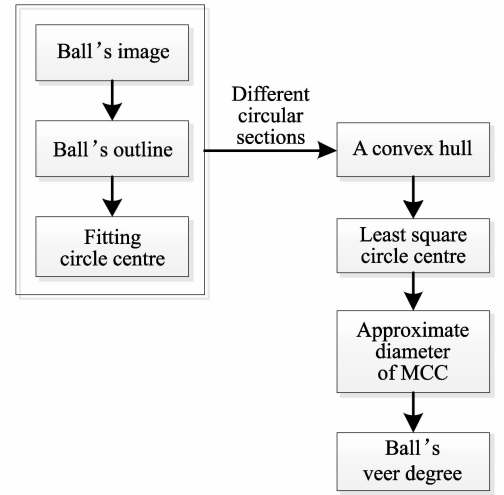 Ball’s image
Ball’s outline
Fitting
circle centre
Different
circular
sections
A convex hull
Least square
circle centre
Approximate
diameter
of MCC
Ball’s
veer degree